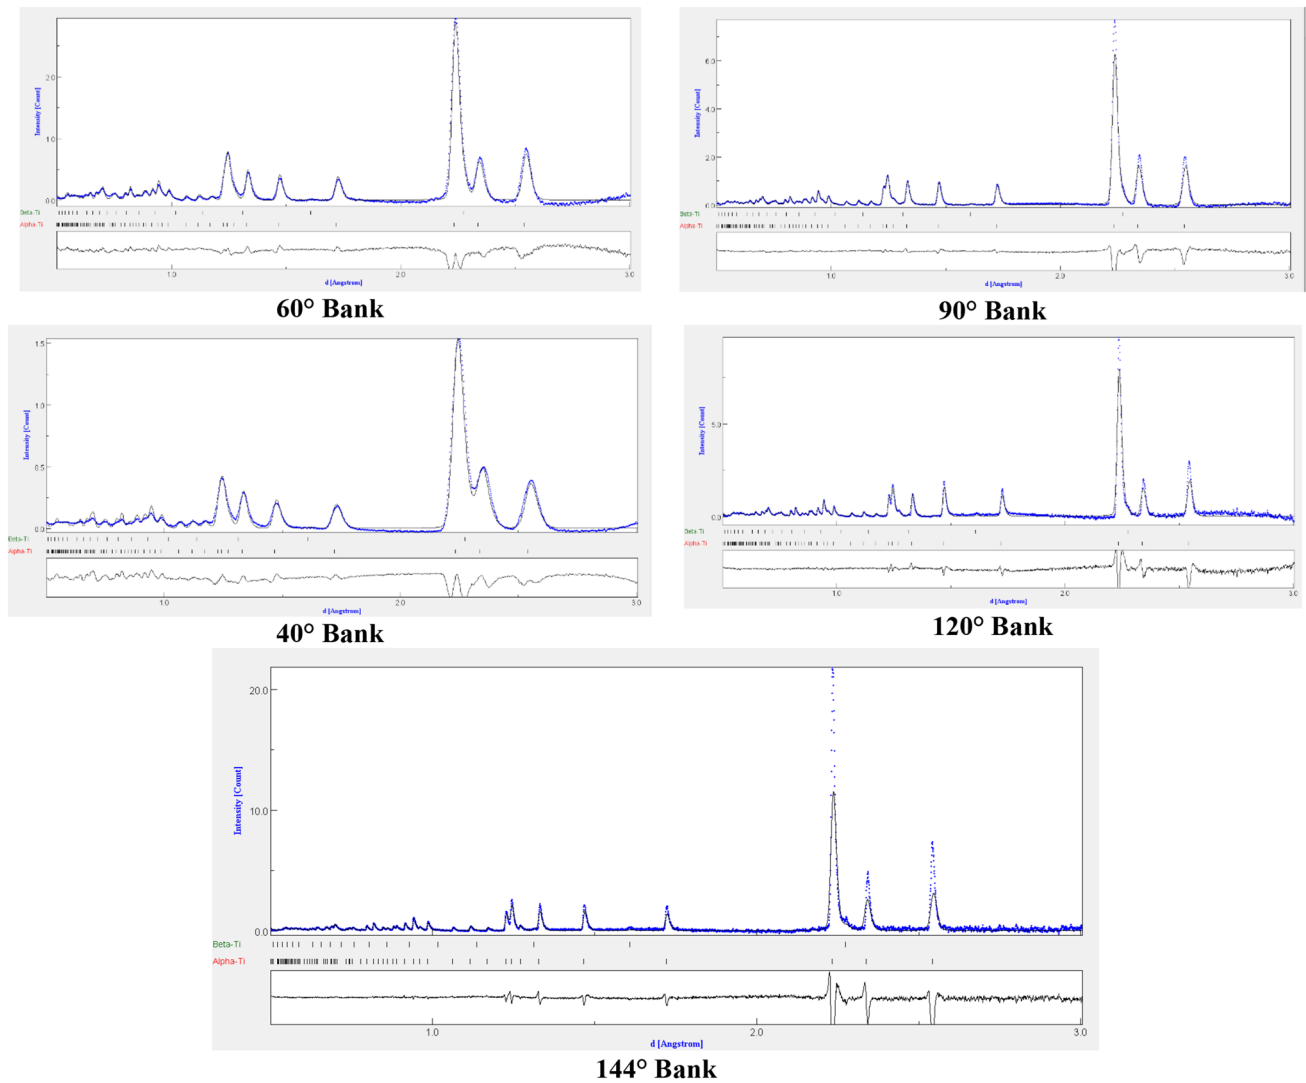 Intensity [Count]
20
10
0.0
Beta-Ti
Alpha-Ti
1.0
2.0
3.0
d [Angstrom]
60° Bank
Intensity [Count]
6.0
4.0
2.0
0.0
Beta-Ti
Alpha-Ti
1.0
2.0
3.0
d [Angstrom]
90° Bank
Intensity [Count]
1.5
1.0
0.5
0.0
Beta-Ti
Alpha-Ti
1.0
2.0
3.0
d [Angstrom]
40° Bank
Intensity [Count]
5.0
0.0
Beta-Ti
Alpha-Ti
1.0
2.0
3.0
d [Angstrom]
120° Bank
Intensity [Count]
20.0
10.0
0.0
Beta-Ti
Alpha-Ti
1.0
2.0
3.0
d [Angstrom]
144° Bank